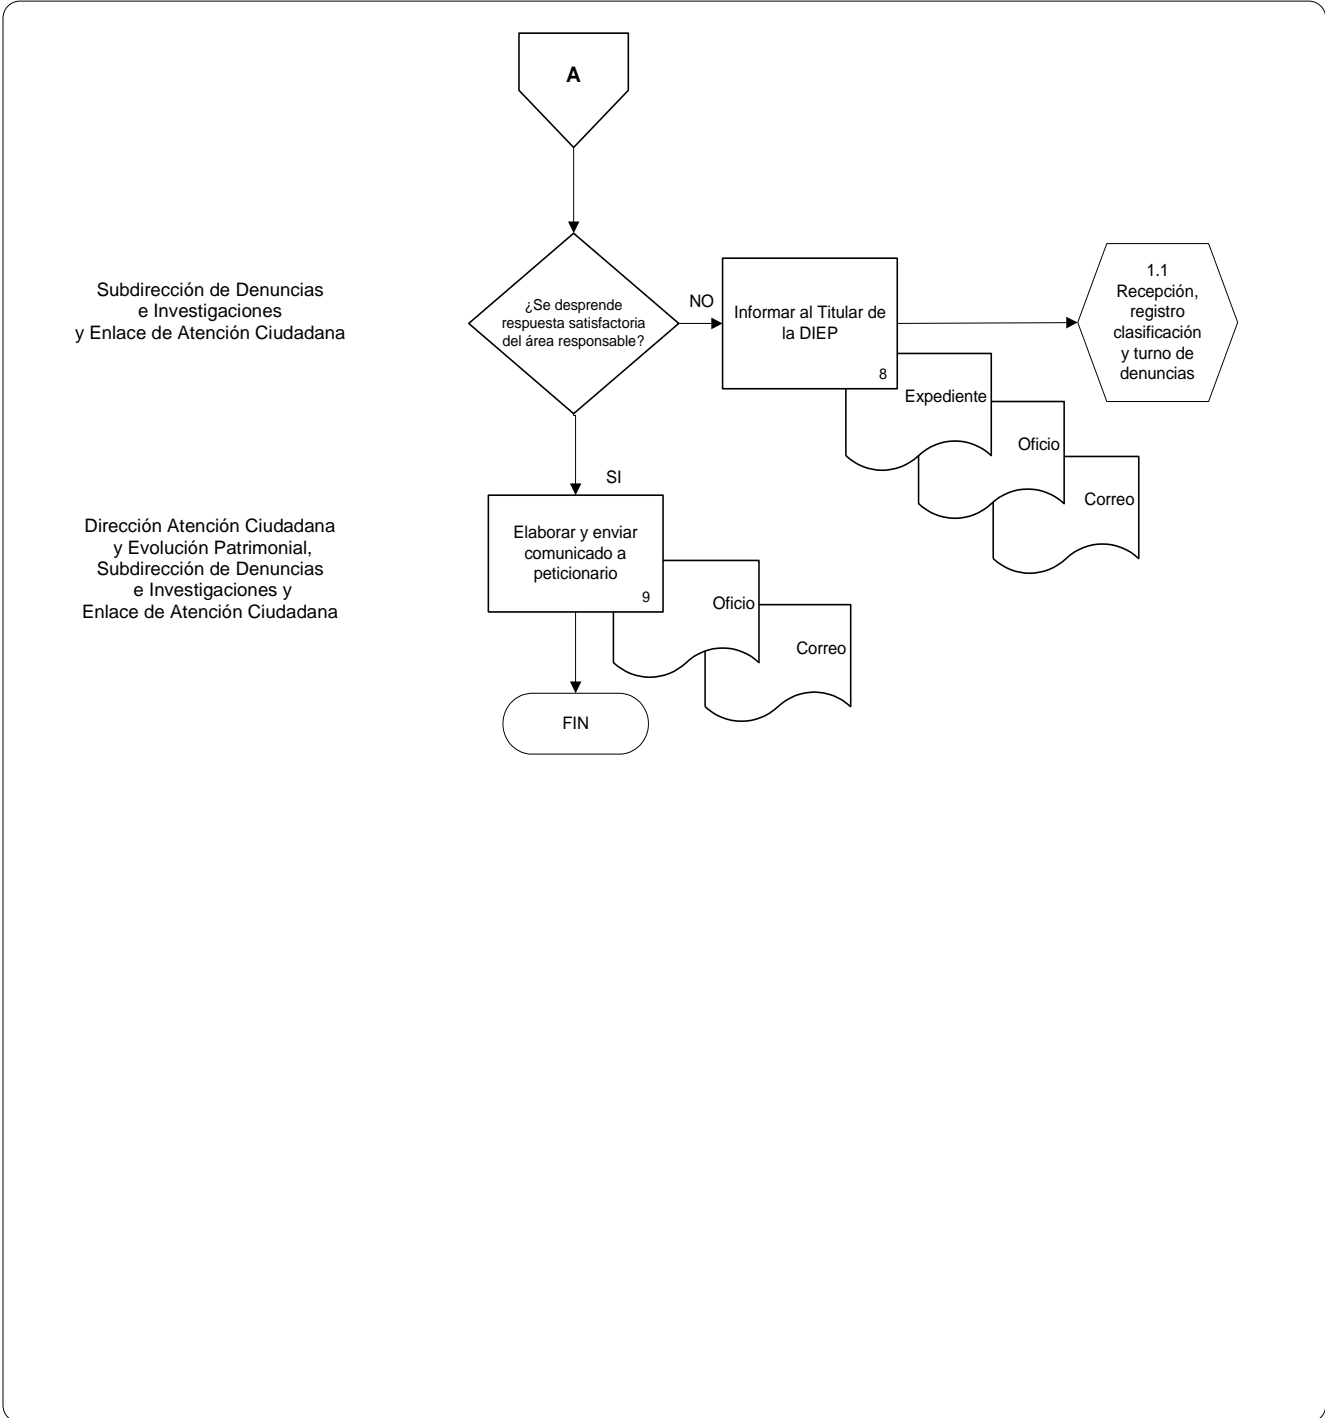 A
Subdirección de Denuncias
e Investigaciones
y Enlace de Atención Ciudadana
¿Se desprende
respuesta satisfactoria
del área responsable?
NO
Informar al Titular de
la DIEP
8
1.1
Recepción,
registro
clasificación
y turno de
denuncias
Expediente
Oficio
Correo
SI
Dirección Atención Ciudadana
y Evolución Patrimonial,
Subdirección de Denuncias
e Investigaciones y
Enlace de Atención Ciudadana
Elaborar y enviar
comunicado a
peticionario
9
Oficio
Correo
FIN